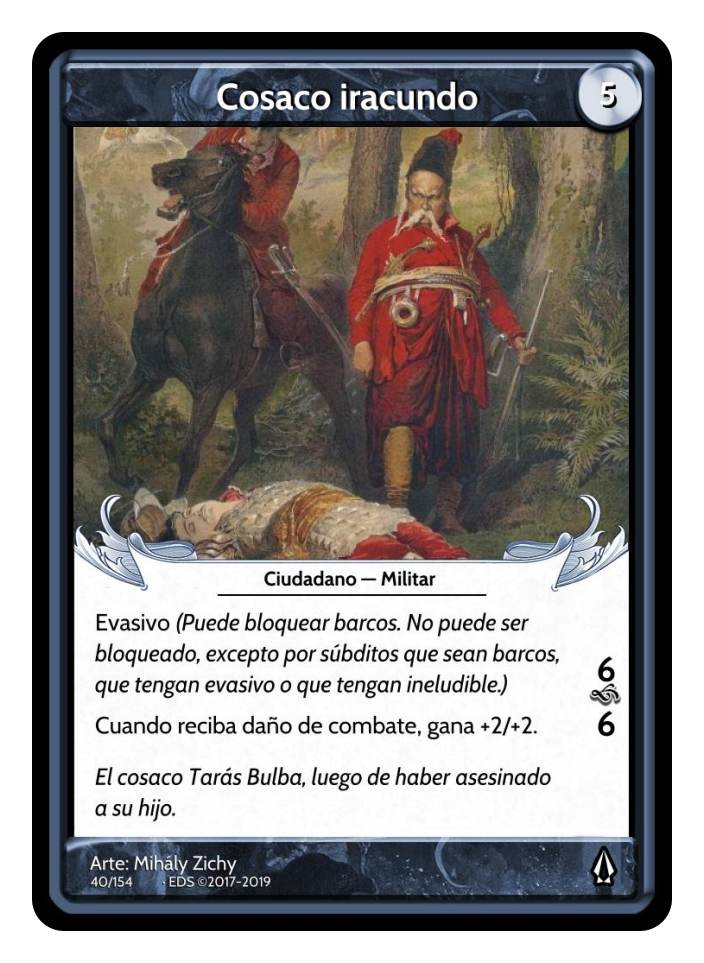 Cosaco iracundo
5
Ciudadano — Militar
Evasivo (Puede bloquear barcos. No puede ser
bloqueado, excepto por súbditos que sean barcos,
que tengan evasivo o que tengan ineludible.)
6
6
Cuando reciba daño de combate, gana +2/+2.
El cosaco Tarás Bulba, luego de haber asesinado
a su hijo.
Arte: Mihály Zichy
40/154 · EDS ©2017-2019